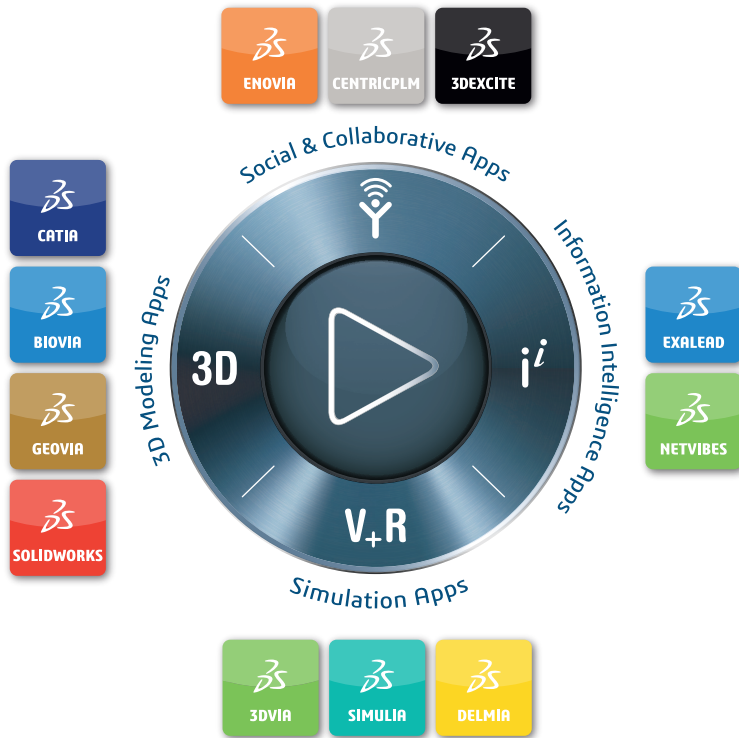 ENOVIA
CENTRICPLM
3DEXCITE
Social & Collaborative Apps
CATIA
BIOVIA
GEOVIA
SOLIDWORKS
3D Modeling Apps
3D
iⁱ
V+R
Information Intelligence Apps
EXALEAD
NETVIBES
Simulation Apps
3DVIA
SIMULIA
DELMIA